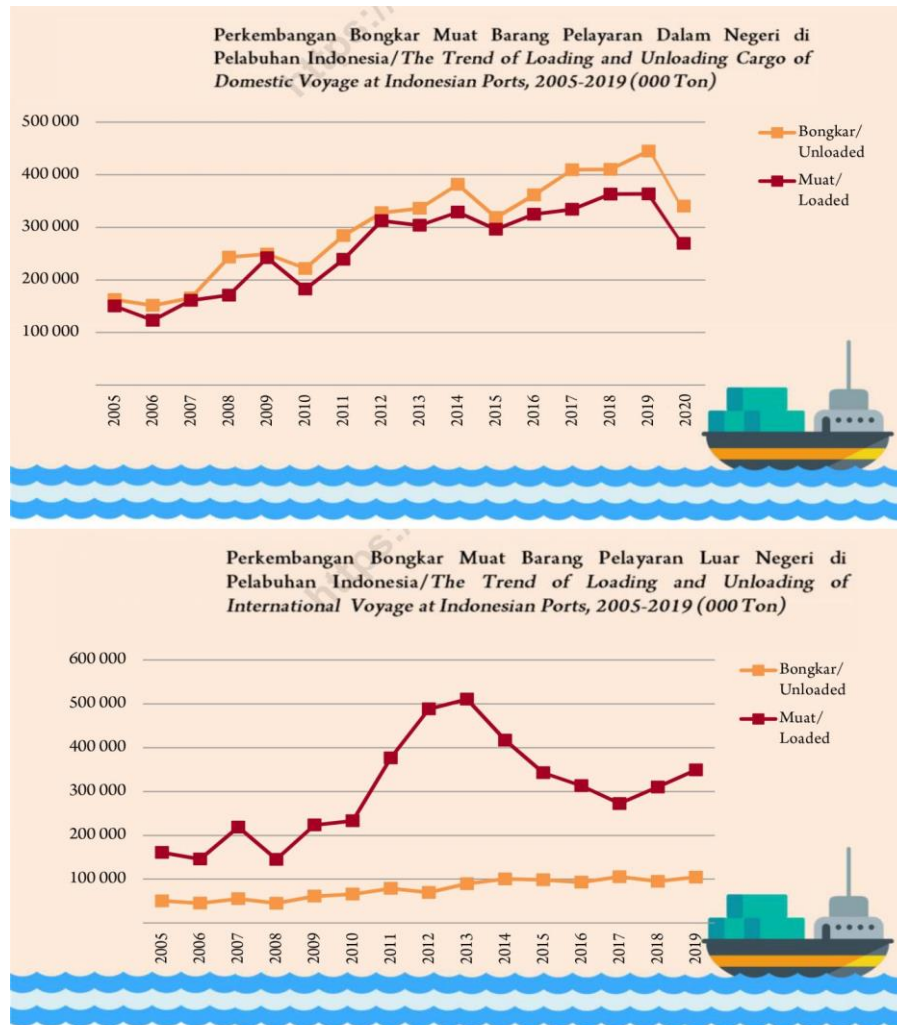 https:/
Perkembangan Bongkar Muat Barang Pelayaran Dalam Negeri di
Pelabuhan Indonesia/The Trend of Loading and Unloading Cargo of
Domestic Voyage at Indonesian Ports, 2005-2019 (000 Ton)
500 000
400 000
300 000
200 000
100 000
Bongkar/
Unloaded
Muat/
Loaded
2005
2006
2007
2008
2009
2010
2011
2012
2013
2014
2015
2016
2017
2018
2019
2020
https:/
Perkembangan Bongkar Muat Barang Pelayaran Luar Negeri di
Pelabuhan Indonesia/The Trend of Loading and Unloading of
International Voyage at Indonesian Ports, 2005-2019 (000 Ton)
600 000
500 000
400 000
300 000
200 000
100 000
Bongkar/
Unloaded
Muat/
Loaded
2005
2006
2007
2008
2009
2010
2011
2012
2013
2014
2015
2016
2017
2018
2019